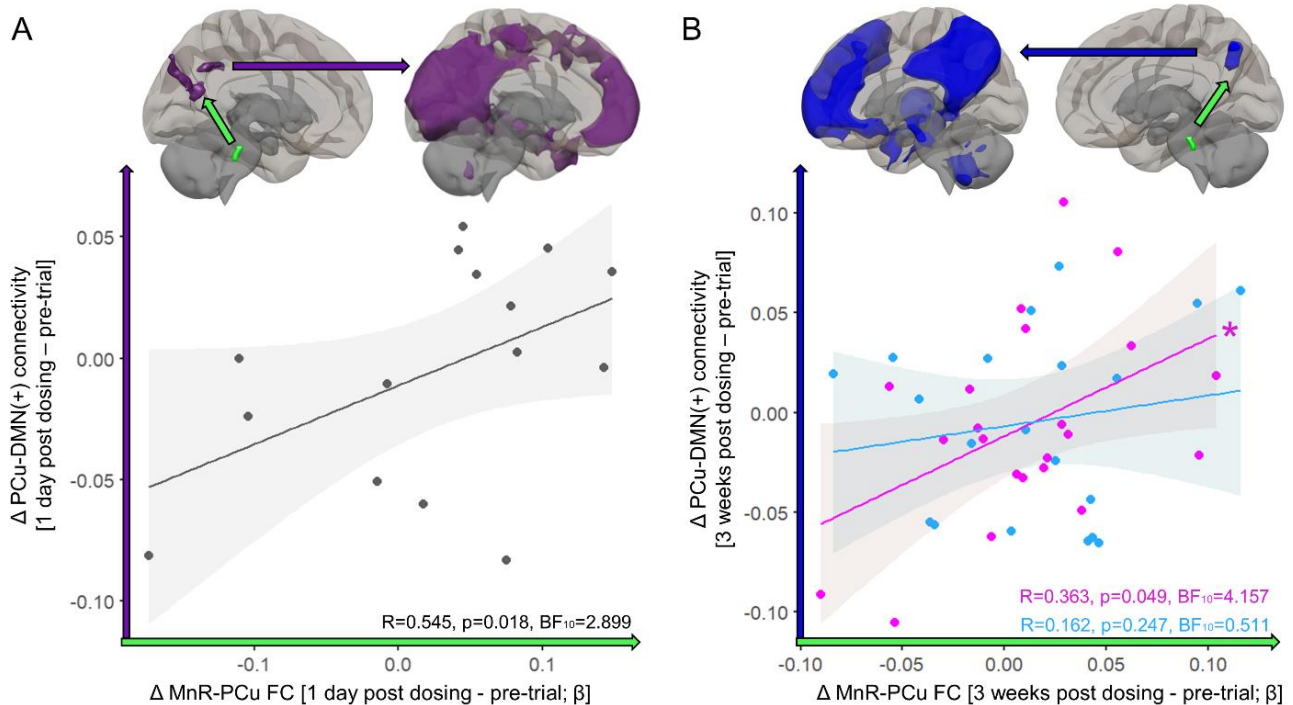 A
B
0.05
0.00
-0.05
-0.10
Δ PCu-DMN(+) connectivity
[1 day post dosing – pre-trial]
R=0.545, p=0.018, BF₁₀=2.899
-0.1
0.0
0.1
Δ MnR-PCu FC [1 day post dosing - pre-trial; β]
0.10
0.05
0.00
-0.05
-0.10
Δ PCu-DMN(+) connectivity
[3 weeks post dosing – pre-trial]
*
R=0.363, p=0.049, BF₁₀=4.157
R=0.162, p=0.247, BF₁₀=0.511
-0.10
-0.05
0.00
0.05
0.10
Δ MnR-PCu FC [3 weeks post dosing - pre-trial; β]